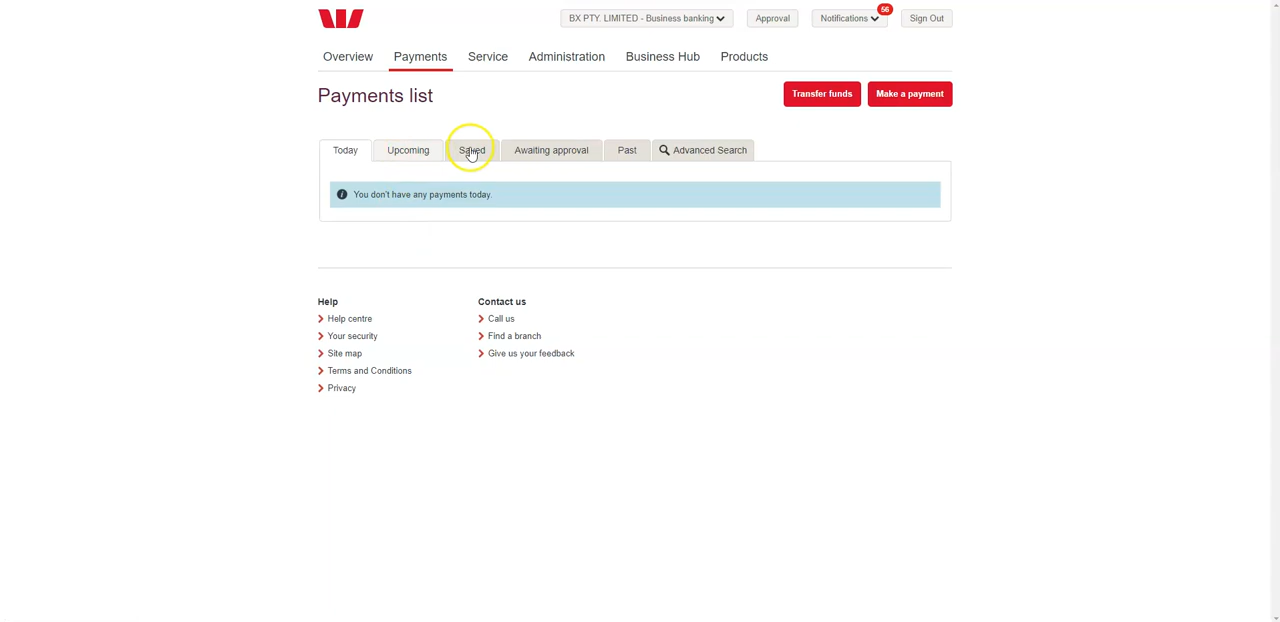 BX PTY. LIMITED - Business banking
Approval
Notifications
56
Sign Out
Overview
Payments
Service
Administration
Business Hub
Products
Payments list
Transfer funds
Make a payment
Today
Upcoming
Saved
Awaiting approval
Past
Advanced Search
You don't have any payments today.
Help
Help centre
Your security
Site map
Terms and Conditions
Privacy
Contact us
Call us
Find a branch
Give us your feedback